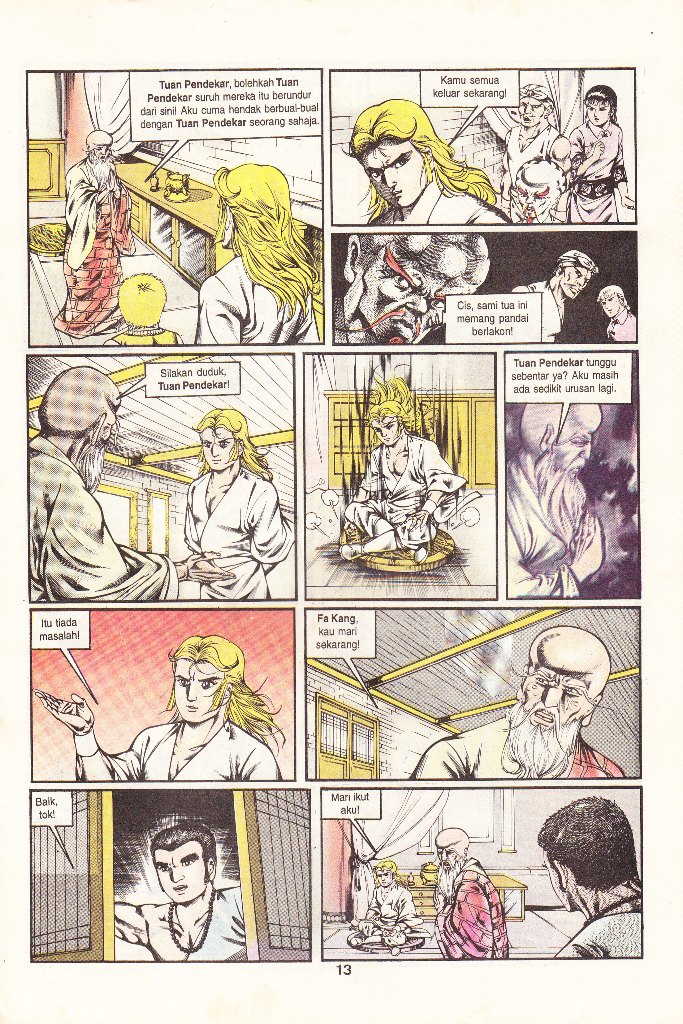 Tuan Pendekar, bolehkah Tuan
Pendekar suruh mereka itu berundur
dari sini! Aku cuma hendak berbual-bual
dengan Tuan Pendekar seorang sahaja.
Kamu semua
keluar sekarang!
Cis, sami tua ini
memang pandai
berlakon!
Silakan duduk,
Tuan Pendekar!
Tuan Pendekar tunggu
sebentar ya? Aku masih
ada sedikit urusan lagi.
Itu tiada
masalah!
Fa Kang,
kau mari
sekarang!
Baik,
tok!
Mari ikut
aku!
13